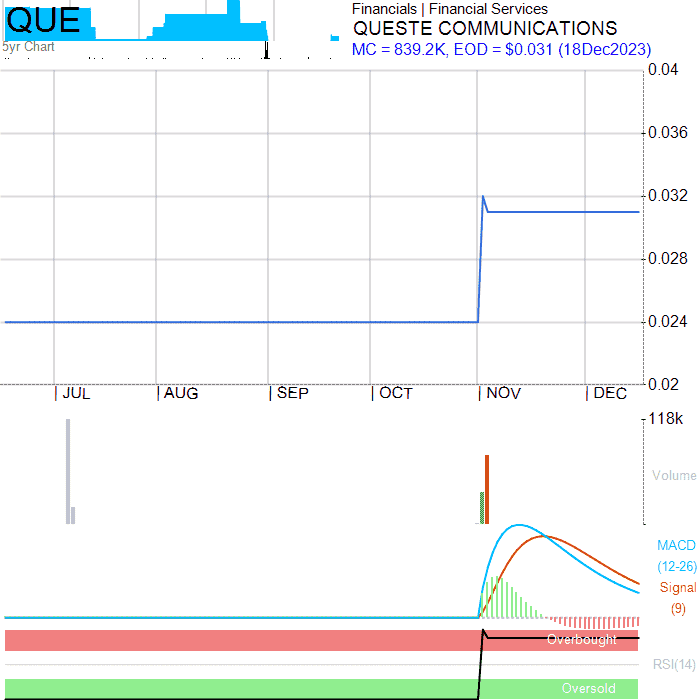 QUE
5yr Chart
Financials | Financial Services
QUESTE COMMUNICATIONS
MC = 839.2K, EOD = $0.031 (18Dec2023)
0.04
0.036
0.032
0.028
0.024
0.02
JUL AUG SEP OCT NOV DEC
118k
Volume
MACD
(12-26)
Signal
(9)
Overbought
RSI(14)
Oversold